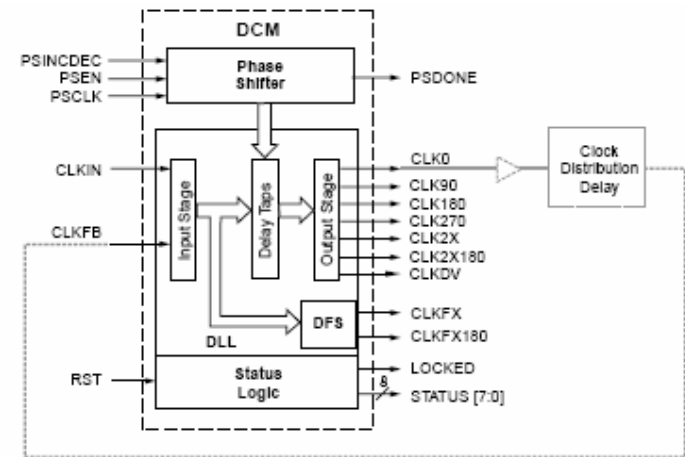 DCM
PSINCDEC
PSEN
PSCLK
Phase
Shifter
PSDONE
CLKIN
CLKFB
Input Stage
Delay Taps
Output Stage
CLK0
CLK90
CLK180
CLK270
CLK2X
CLK2X180
CLKDV
Clock
Distribution
Delay
DFS
CLKFX
CLKFX180
DLL
RST
Status
Logic
LOCKED
8
STATUS [7:0]